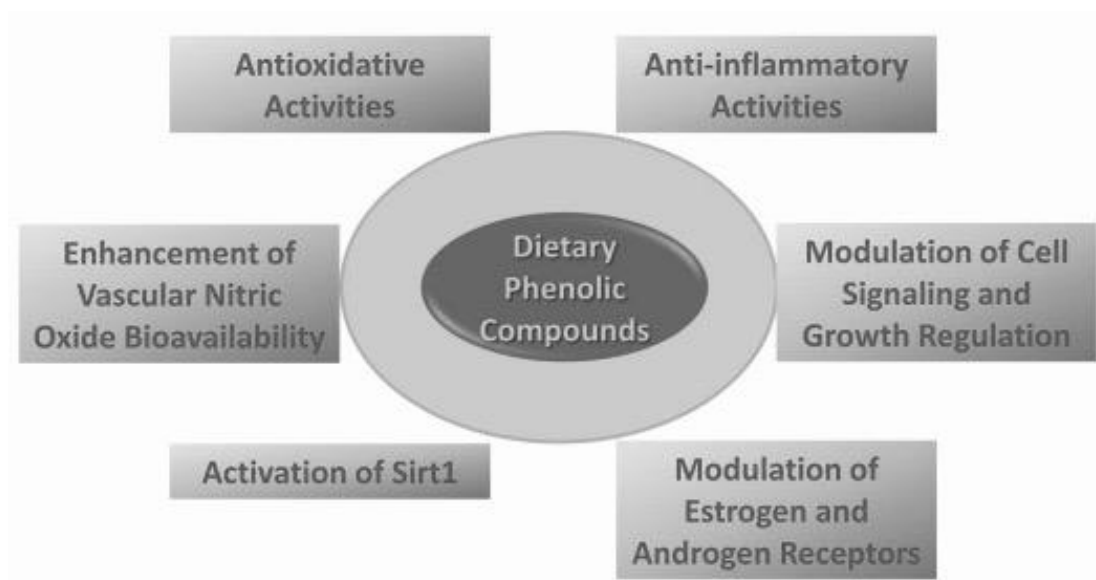 Antioxidative
Activities
Anti-inflammatory
Activities
Enhancement of
Vascular Nitric
Oxide Bioavailability
Dietary
Phenolic
Compounds
Modulation of Cell
Signaling and
Growth Regulation
Activation of Sirt1
Modulation of
Estrogen and
Androgen Receptors